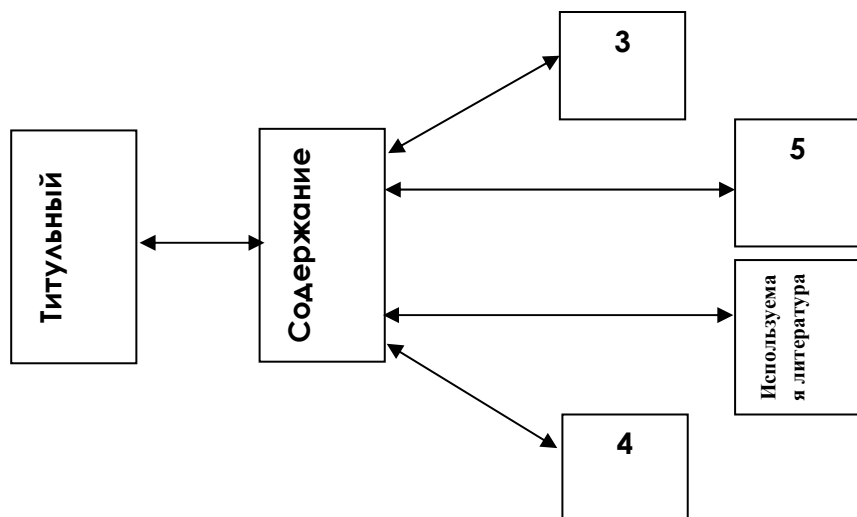 Титульный
Содержание
3
5
Используема
я литература
4